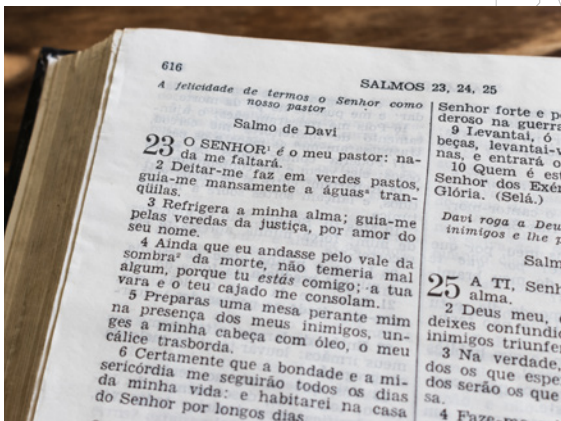 616
SALMOS 23, 24, 25
A felicidade de termos o Senhor como
nosso pastor
Salmo de Davi
23 O SENHOR¹ é o meu pastor: na-
da me faltará.
2 Deitar-me faz em verdes pastos,
guia-me mansamente a águas* tran-
qüilas.
3 Refrigera a minha alma; guia-me
pelas veredas da justiça, por amor do
seu nome.
4 Ainda que eu andasse pelo vale da
sombra² da morte, não temeria mal
algum, porque tu estás comigo; a tua
vara e o teu cajado me consolam.
5 Preparas uma mesa perante mim
na presença dos meus inimigos, un-
ges a minha cabeça com óleo, o meu
cálice trasborda.
6 Certamente que a bondade e a mi-
sericórdia me seguirão todos os dias
da minha vida: e habitarei na casa
do Senhor por longos dias
Senhor forte e p
deroso na guerra
9 Levantai, ó
beças, levantai-v
nas, e entrará o
10 Quem é est
Senhor dos Exér
Glória. (Selá.)
Davi roga a Deu
inimigos e lhe p
Salm
25 A TI, Senh
alma.
2 Deus meu,
deixes confundi
inimigos triunfe
3 Na verdade,
dos os que espe
dos serão os que
sa.
4 Faze-me